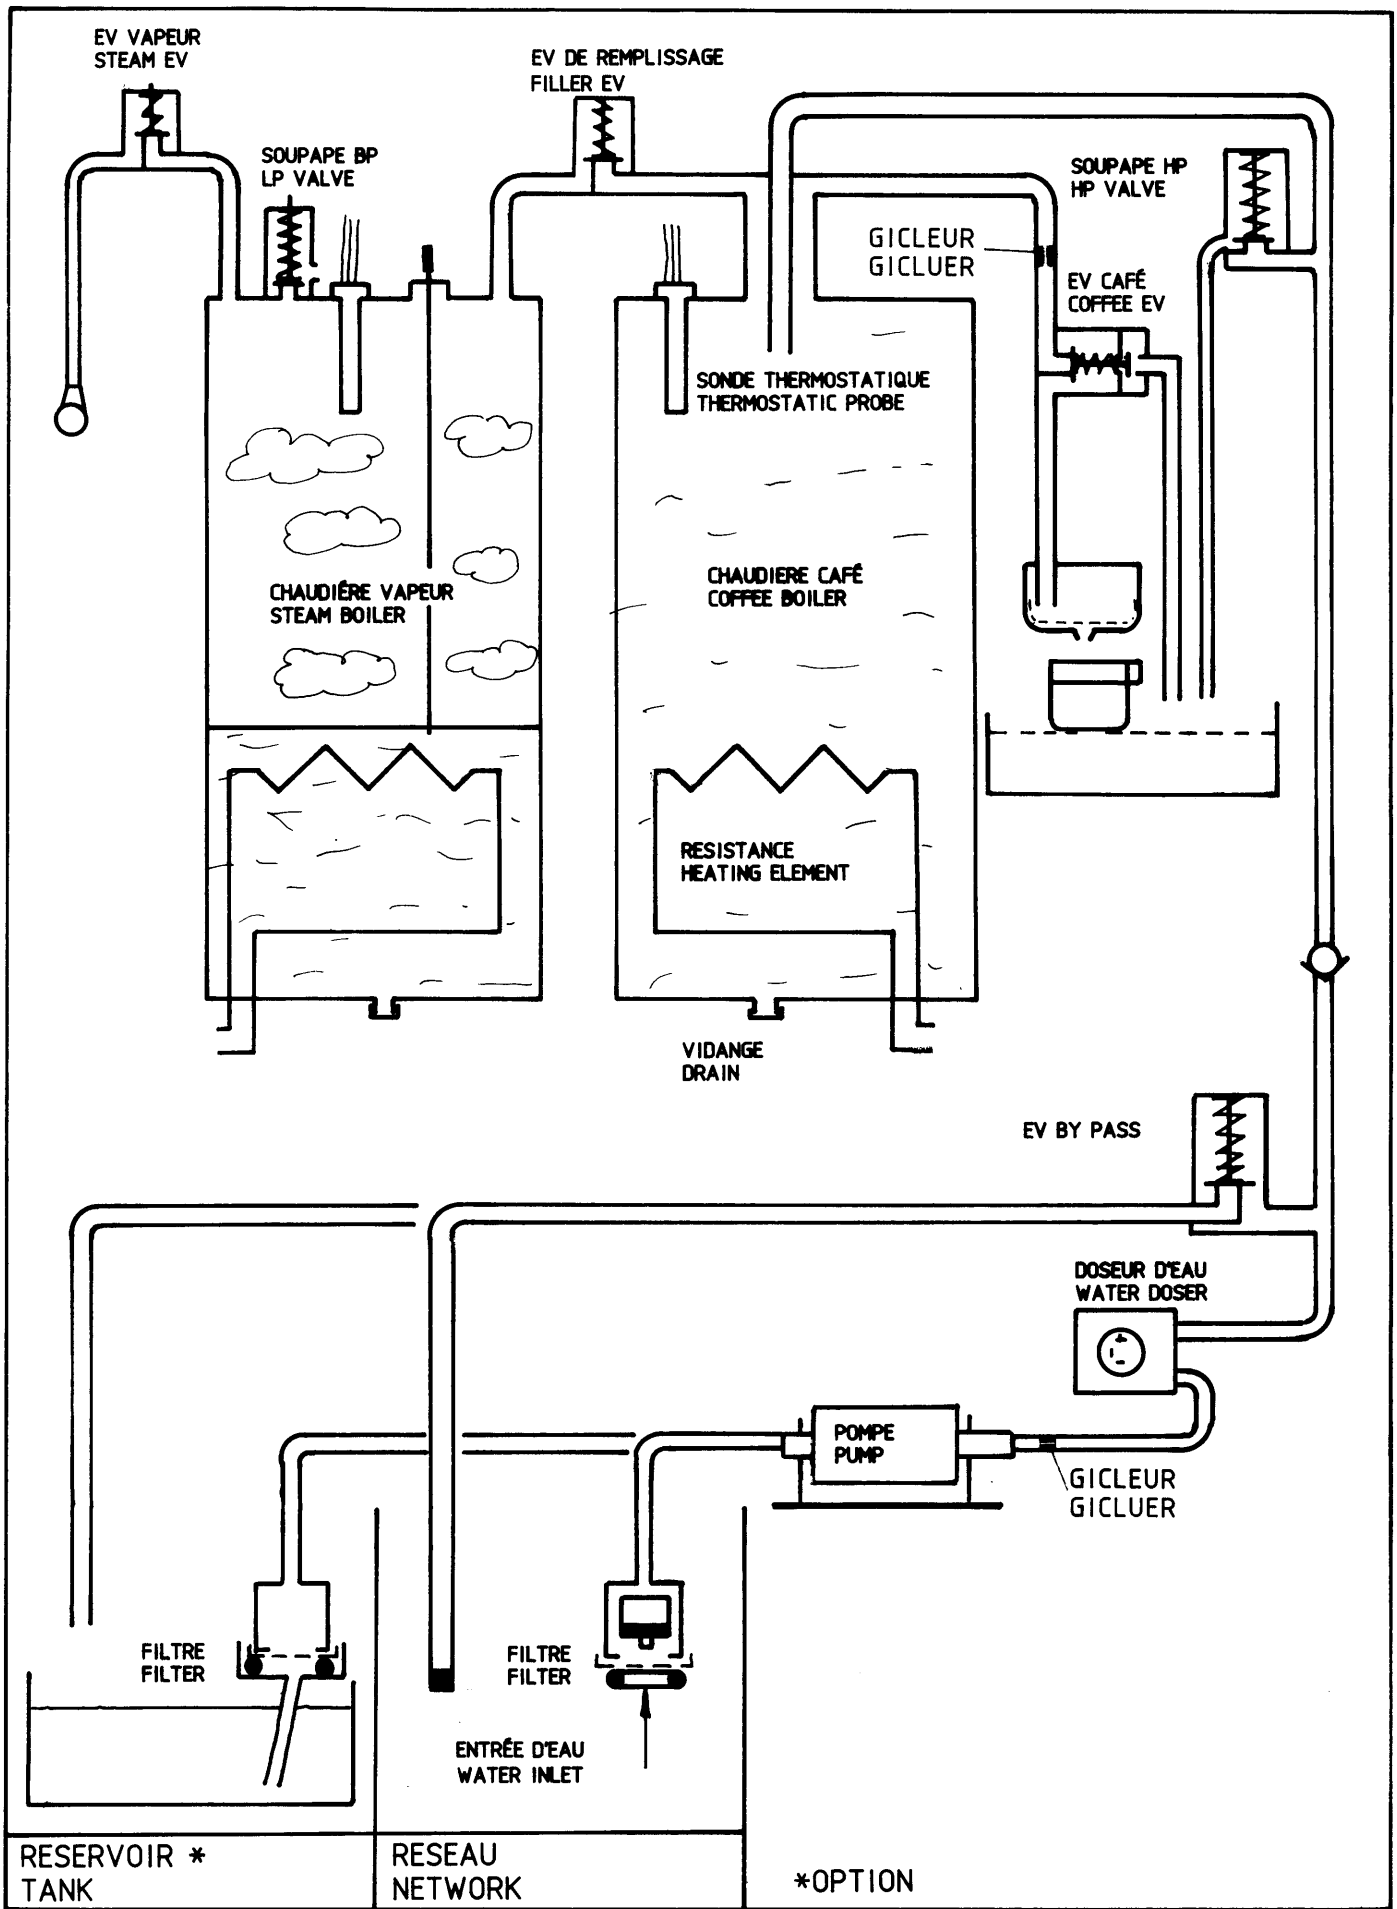 EV VAPEUR
STEAM EV
EV DE REMPLISSAGE
FILLER EV
SOUPAPE BP
LP VALVE
SOUPAPE HP
HP VALVE
GICLEUR
GICLUER
EV CAFÉ
COFFEE EV
SONDE THERMOSTATIQUE
THERMOSTATIC PROBE
CHAUDIÉRE VAPEUR
STEAM BOILER
CHAUDIERE CAFÉ
COFFEE BOILER
RESISTANCE
HEATING ELEMENT
VIDANGE
DRAIN
EV BY PASS
DOSEUR D'EAU
WATER DOSER
POMPE
PUMP
GICLEUR
GICLUER
FILTRE
FILTER
FILTRE
FILTER
ENTRÉE D'EAU
WATER INLET
RESERVOIR *
TANK
RESEAU
NETWORK
*OPTION